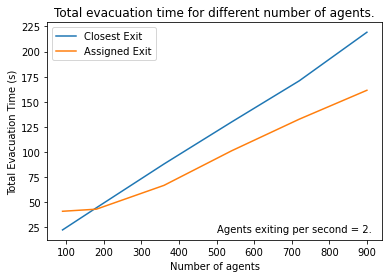 Total evacuation time for different number of agents.
Closest Exit
Assigned Exit
Total Evacuation Time (s)
225
200
175
150
125
100
75
50
25
Agents exiting per second = 2.
100 200 300 400 500 600 700 800 900
Number of agents